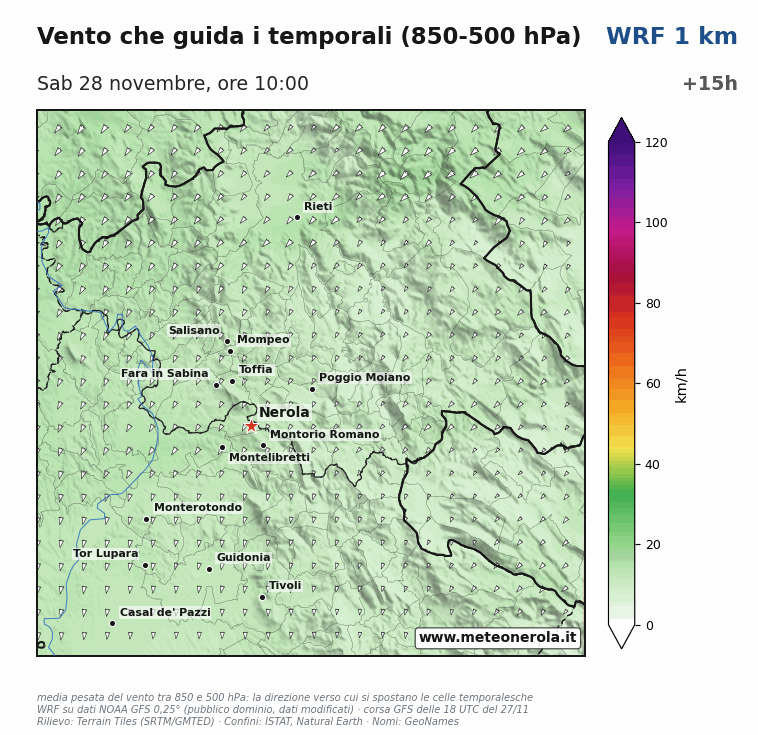 Vento che guida i temporali (850-500 hPa) WRF 1 km
Sab 28 novembre, ore 10:00 +15h
120
100
80
60
40
20
0
km/h
Rieti
Salisano
Mompeo
Fara in Sabina
Toffia
Poggio Moiano
Nerola
Montorio Romano
Montelibretti
Monterotondo
Tor Lupara
Guidonia
Tivoli
Casal de' Pazzi
www.meteonerola.it
media pesata del vento tra 850 e 500 hPa: la direzione verso cui si spostano le celle temporalesche
WRF su dati NOAA GFS 0,25° (pubblico dominio, dati modificati) · corsa GFS delle 18 UTC del 27/11
Rilievo: Terrain Tiles (SRTM/GMTED) · Confini: ISTAT, Natural Earth · Nomi: GeoNames